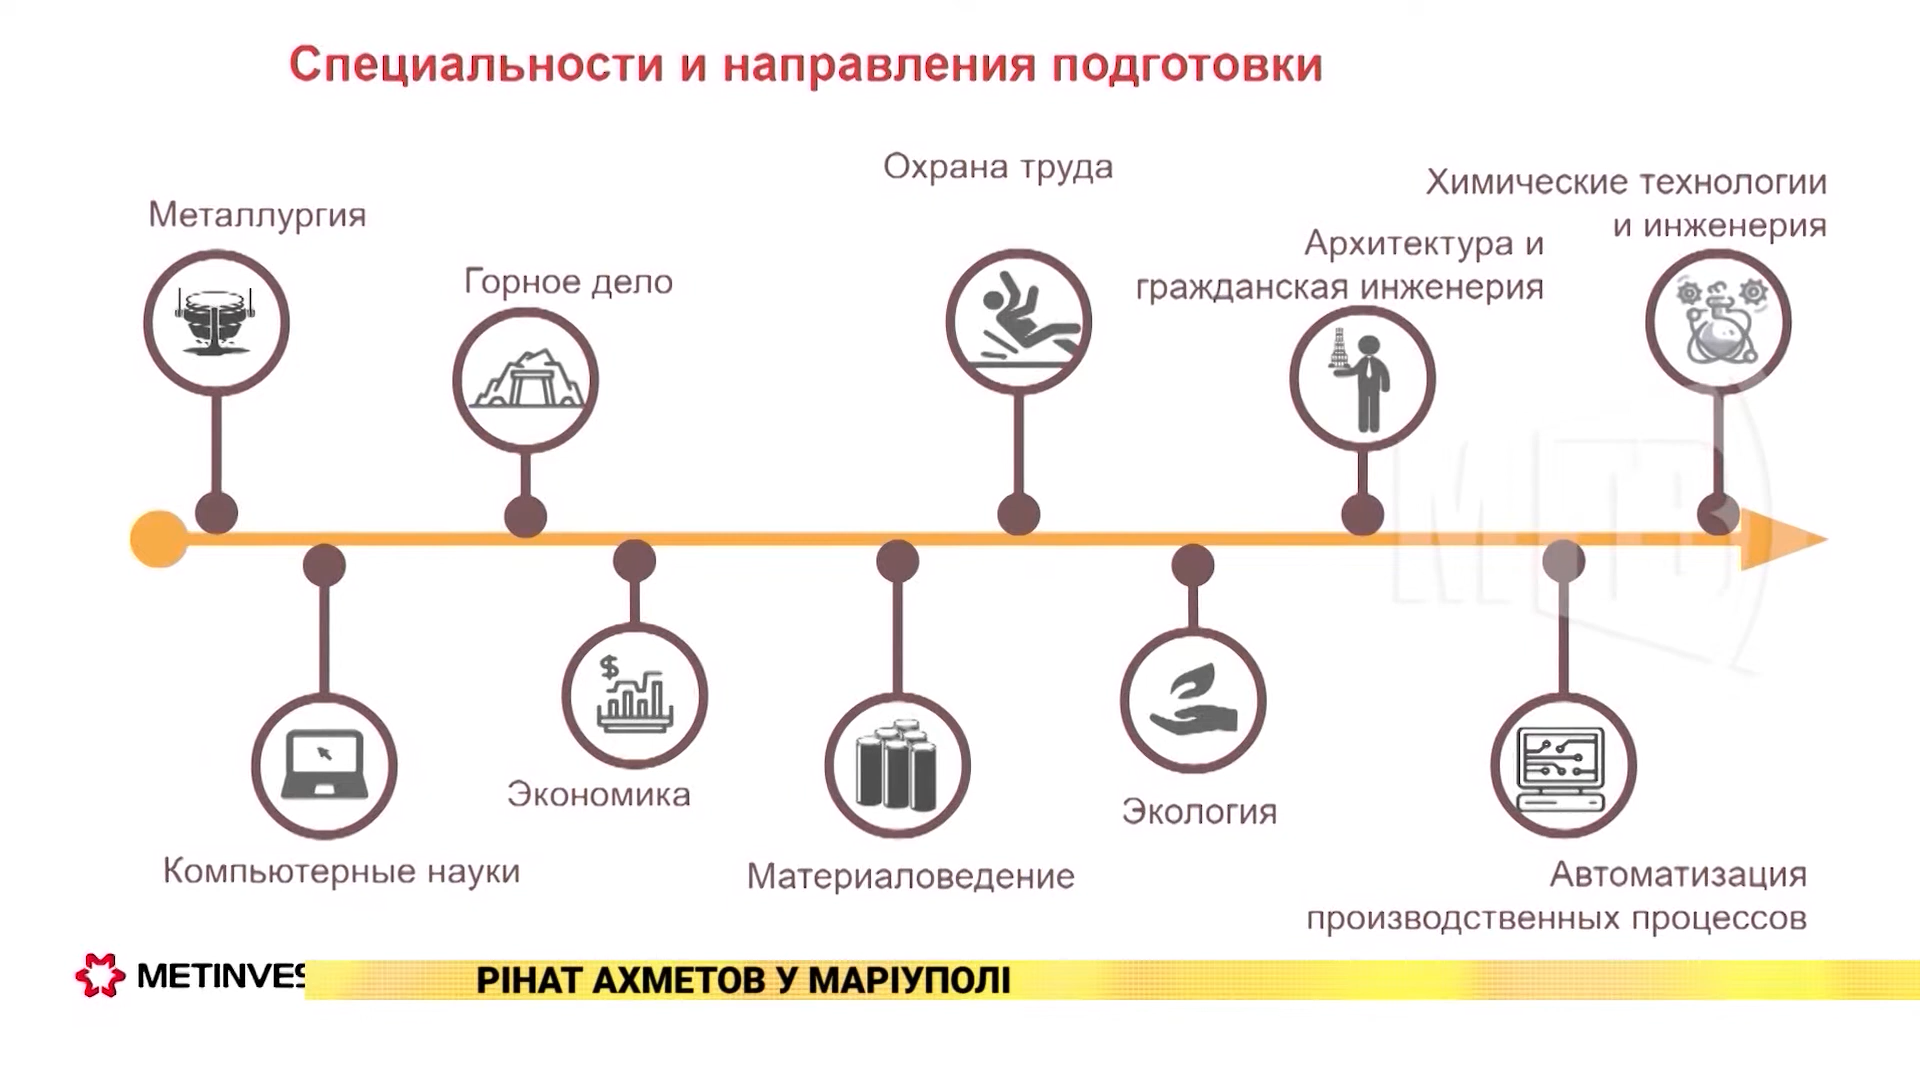 Специальности и направления подготовки
Охрана труда
Химические технологии
и инженерия
Металлургия
Архитектура и
гражданская инженерия
Горное дело
$
МТВ
Экономика
Экология
Компьютерные науки
Материаловедение
Автоматизация
производственных процессов
METINVES
РІНАТ АХМЕТОВ У МАРІУПОЛІ